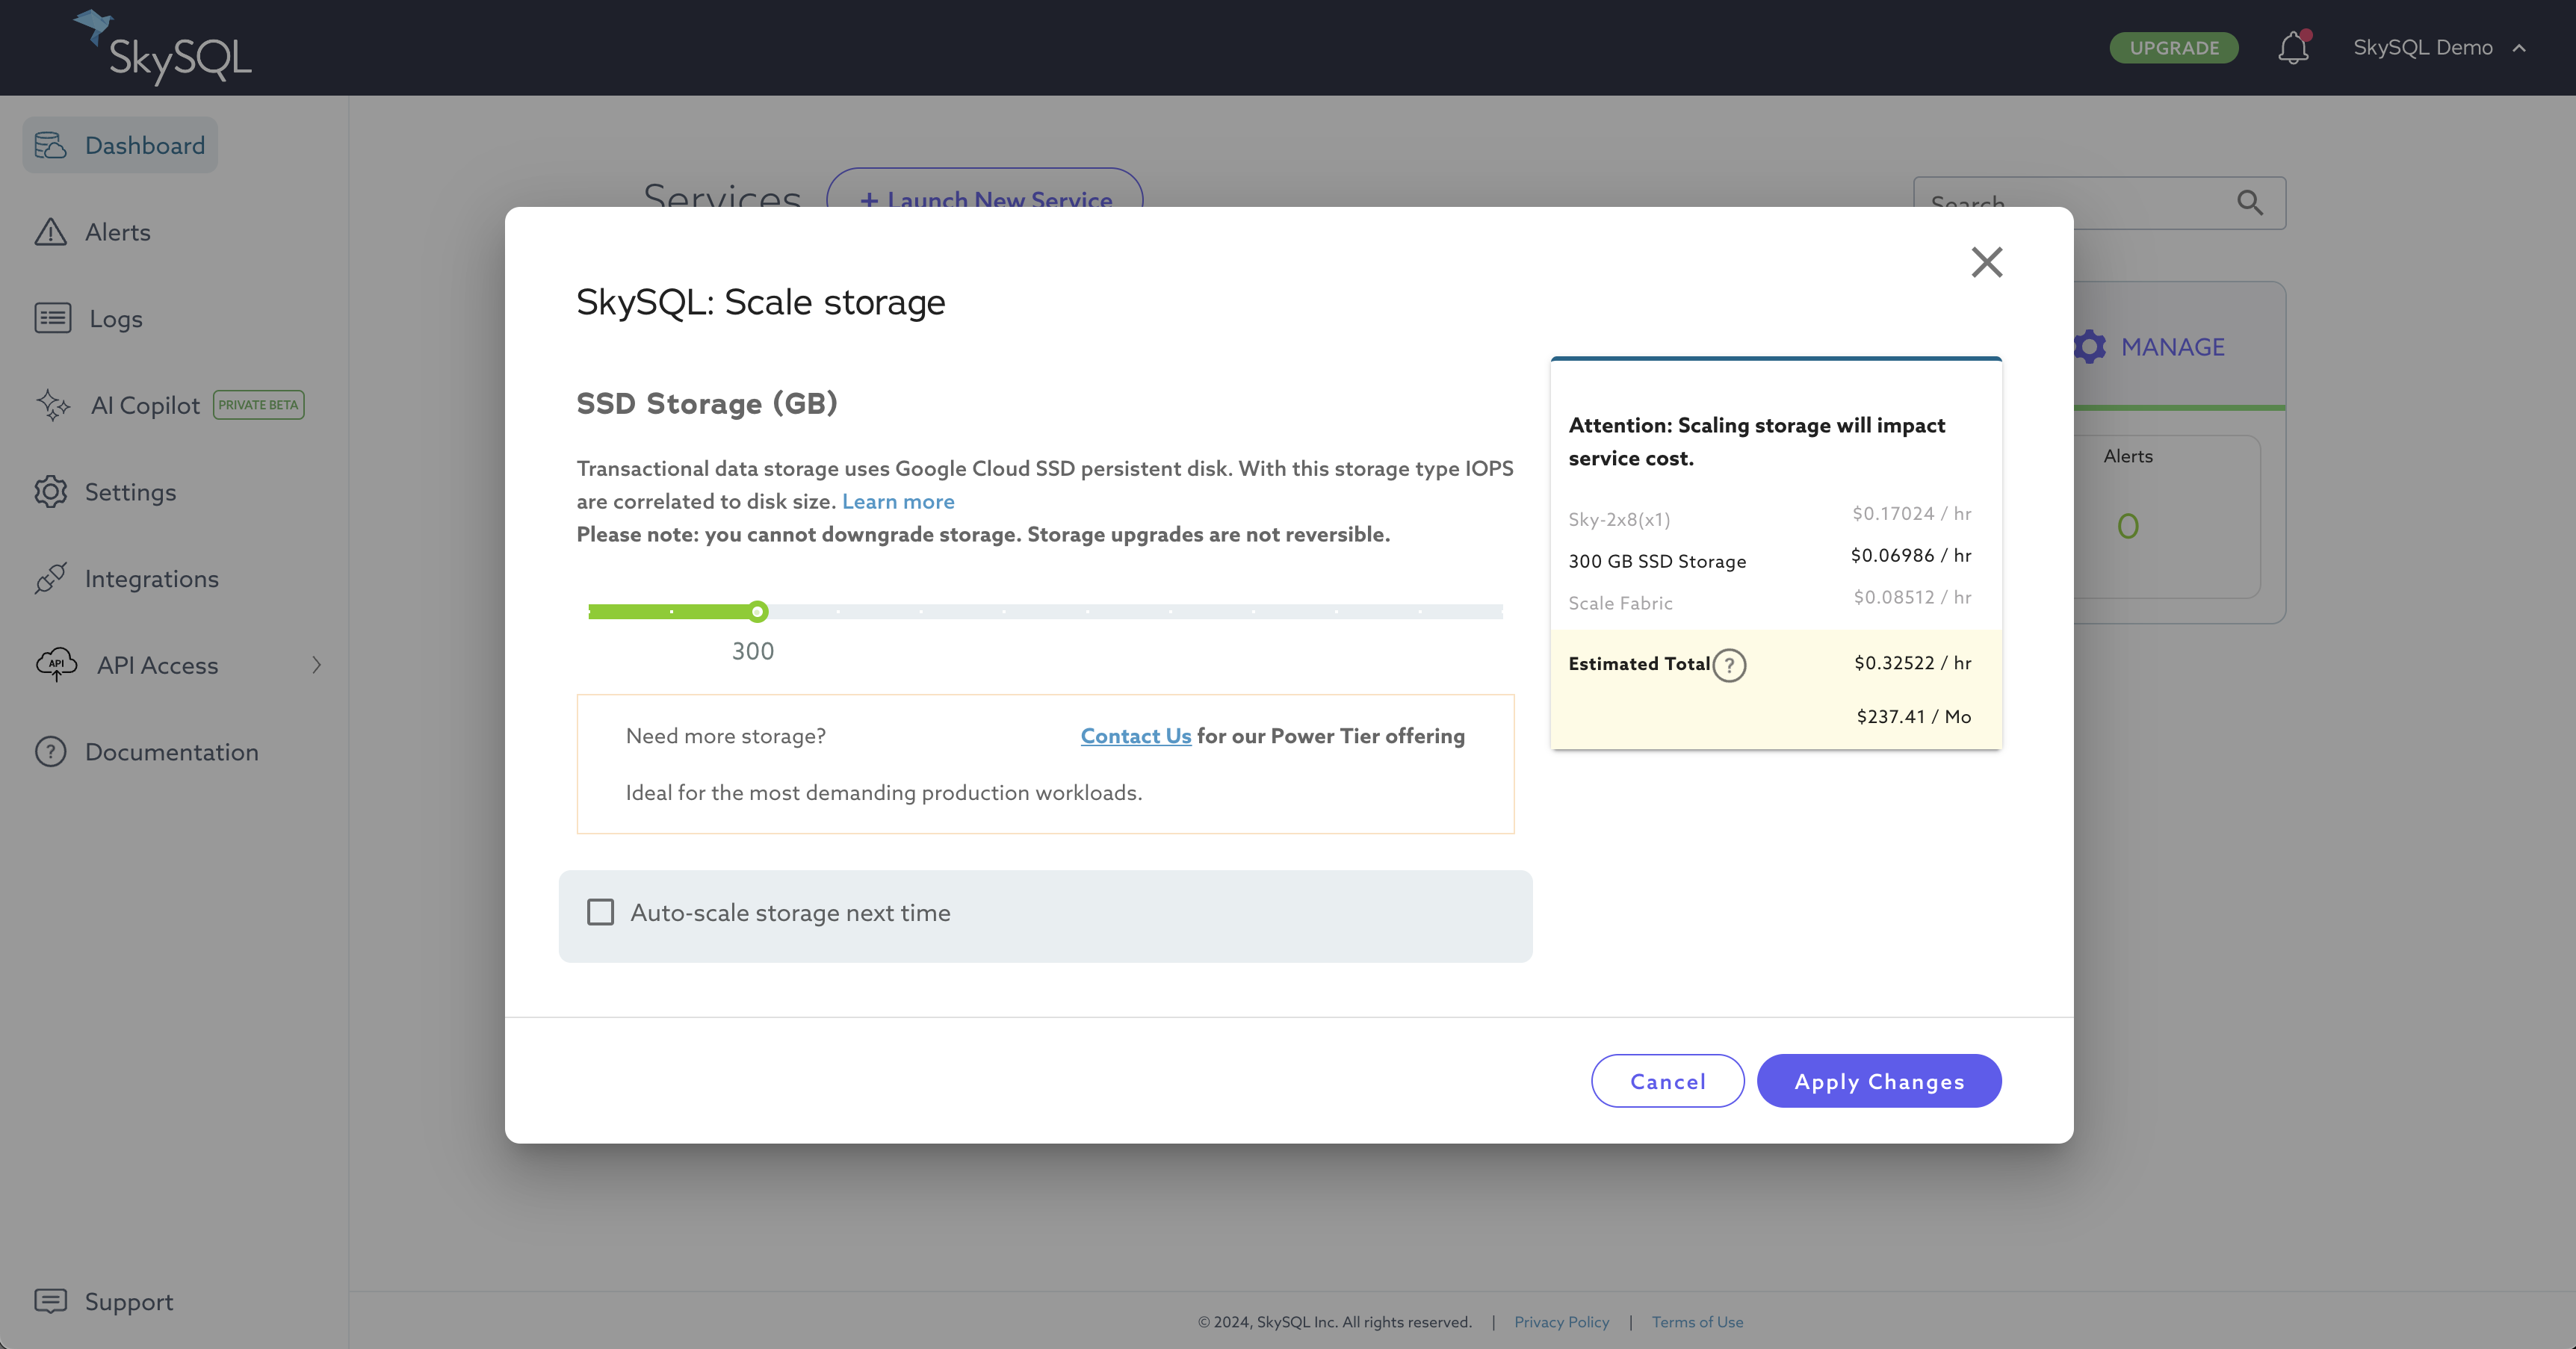 SkySQL
UPGRADE
SkySQL Demo
Dashboard
Alerts
Logs
AI Copilot PRIVATE BETA
Settings
Integrations
API API Access
Documentation
Support
Services
+ Launch New Service
Search
MANAGE
Alerts
0
SkySQL: Scale storage
SSD Storage (GB)
Transactional data storage uses Google Cloud SSD persistent disk. With this storage type IOPS
are correlated to disk size. Learn more
Please note: you cannot downgrade storage. Storage upgrades are not reversible.
300
Need more storage? Contact Us for our Power Tier offering
Ideal for the most demanding production workloads.
Auto-scale storage next time
Attention: Scaling storage will impact
service cost.
Sky-2x8(x1) $0.17024 / hr
300 GB SSD Storage $0.06986 / hr
Scale Fabric $0.08512 / hr
Estimated Total ? $0.32522 / hr
$237.41 / Mo
Cancel Apply Changes
© 2024, SkySQL Inc. All rights reserved. | Privacy Policy | Terms of Use